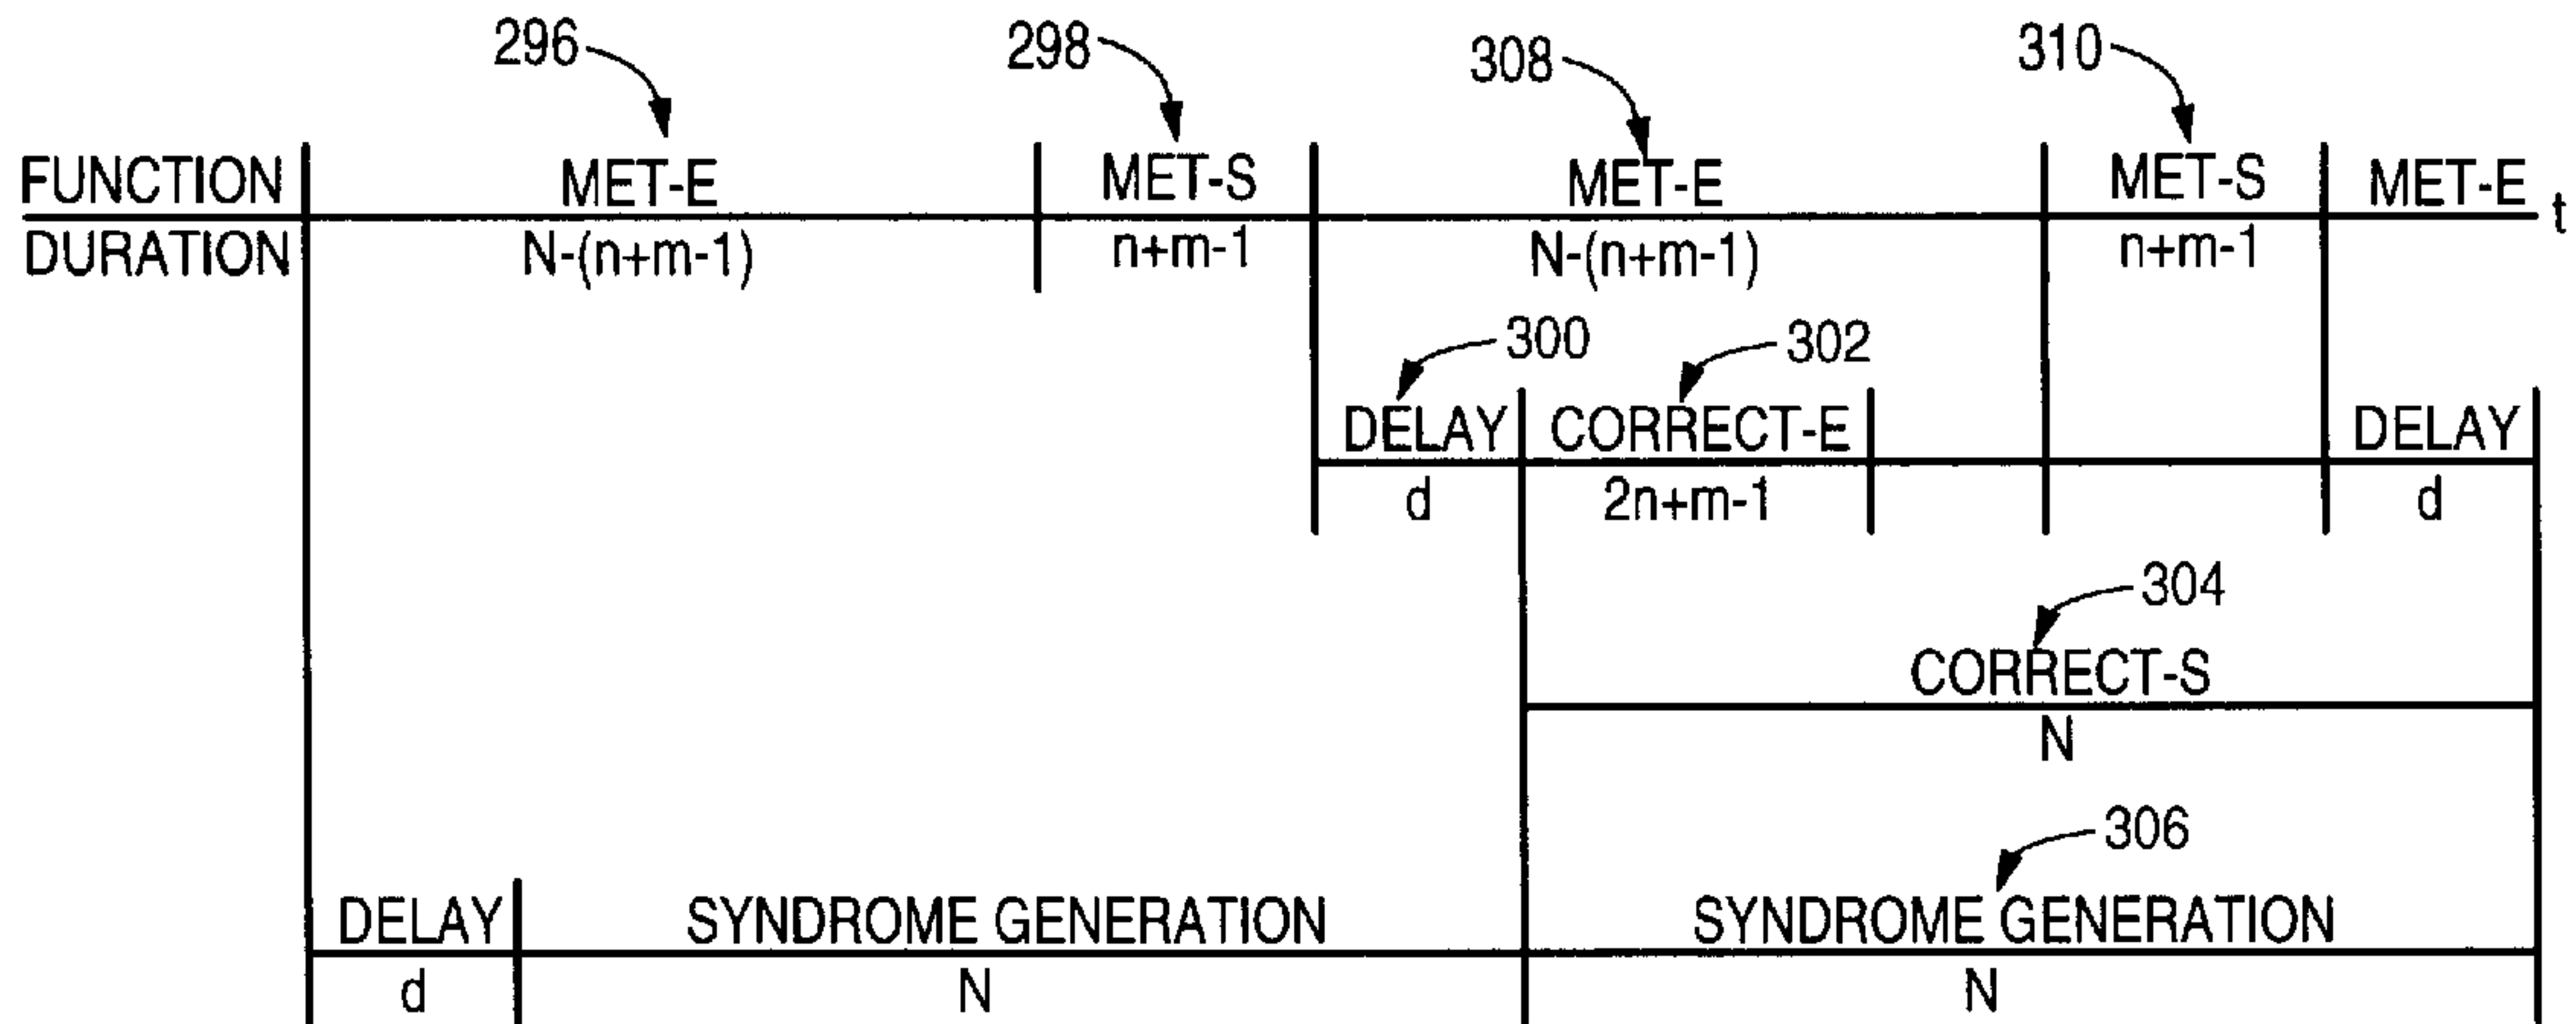 296 298 308 310
FUNCTION MET-E MET-S MET-E MET-S MET-E t
DURATION N-(n+m-1) n+m-1 N-(n+m-1) n+m-1
300 302
DELAY CORRECT-E DELAY
d 2n+m-1 d
304
CORRECT-S
N
306
DELAY SYNDROME GENERATION SYNDROME GENERATION
d N N